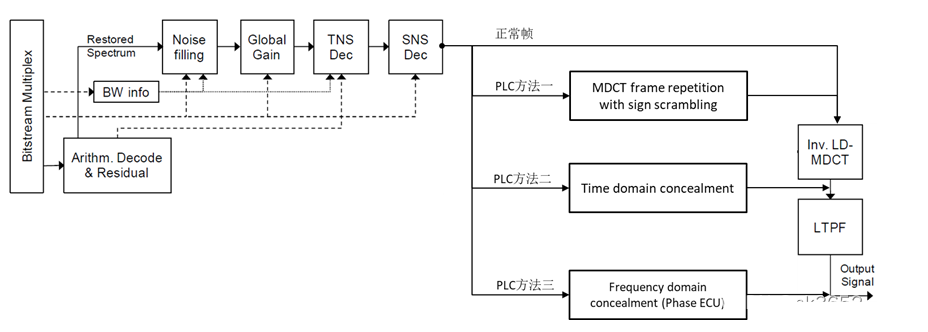 Bitstream Multiplex
Restored
Spectrum
Noise
filling
Global
Gain
TNS
Dec
SNS
Dec
BW info
Arithm. Decode
& Residual
正常帧
PLC方法一
MDCT frame repetition
with sign scrambling
Inv. LD-
MDCT
PLC方法二
Time domain concealment
LTPF
PLC方法三
Frequency domain
concealment (Phase ECU)
Output
Signal